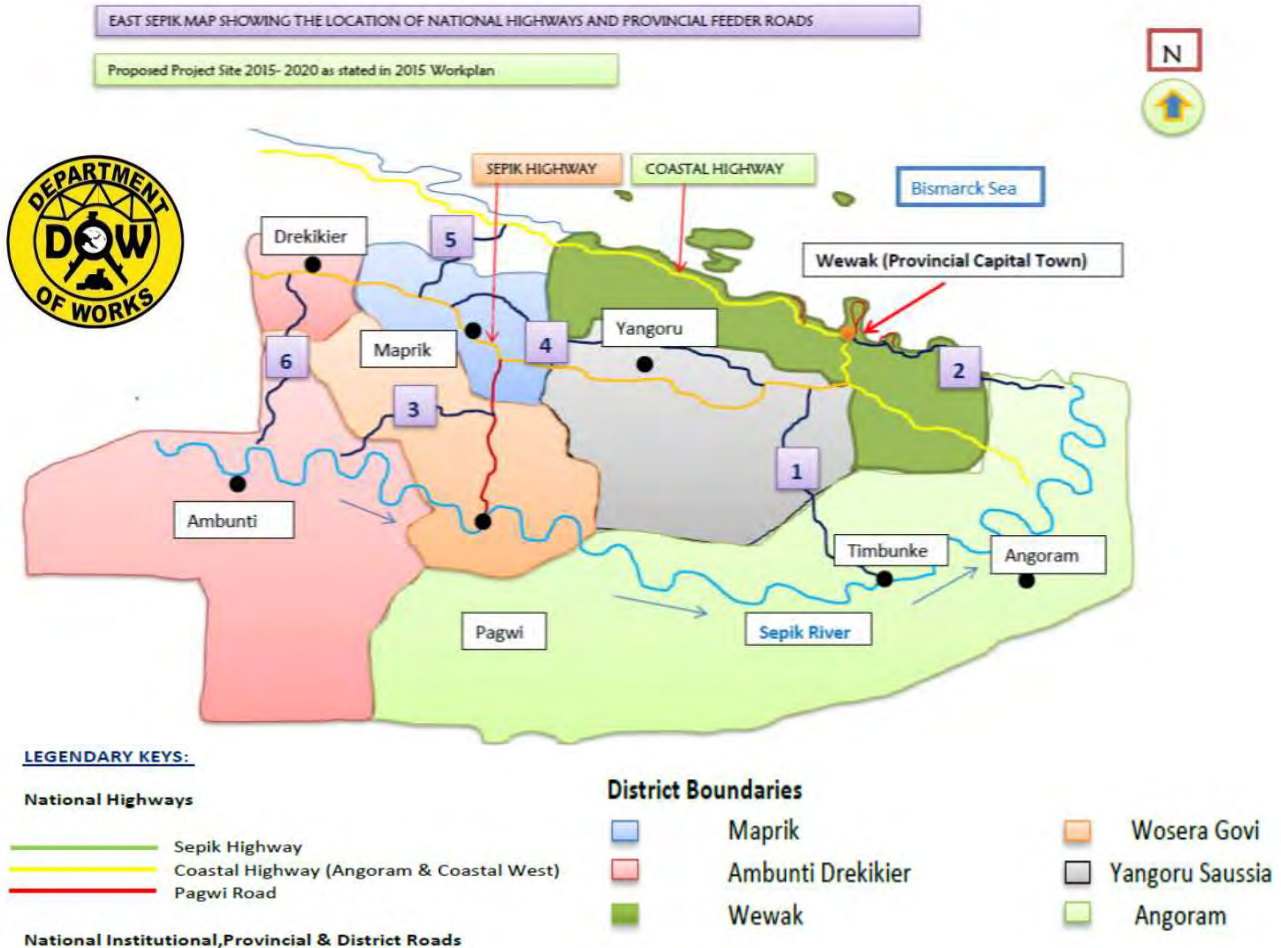 EAST SEPIK MAP SHOWING THE LOCATION OF NATIONAL HIGHWAYS AND PROVINCIAL FEEDER ROADS
Proposed Project Site 2015- 2020 as stated in 2015 Workplan
N
DEPARTMENT
DOW
OF WORKS
SEPIK HIGHWAY
COASTAL HIGHWAY
Bismarck Sea
Drekikier
5
Wewak (Provincial Capital Town)
Maprik
4
Yangoru
6
2
3
1
Ambunti
Timbunke
Angoram
Pagwi
Sepik River
LEGENDARY KEYS:
National Highways
Sepik Highway
Coastal Highway (Angoram & Coastal West)
Pagwi Road
National Institutional,Provincial & District Roads
District Boundaries
Maprik
Ambunti Drekikier
Wewak
Wosera Govi
Yangoru Saussia
Angoram